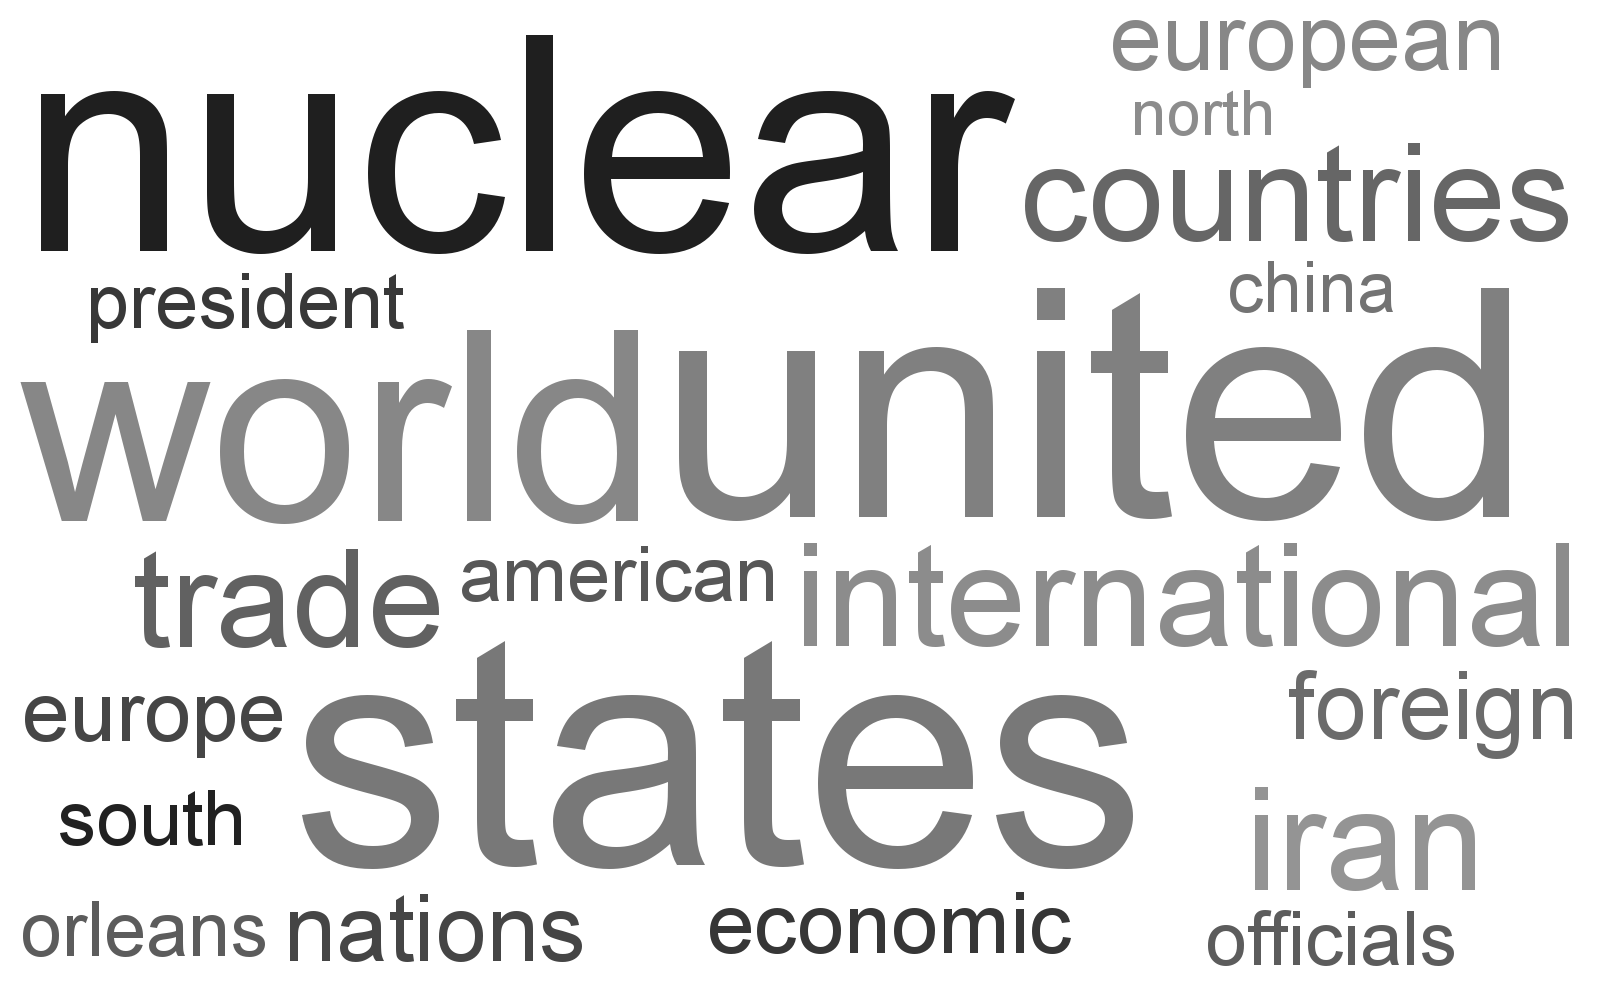 european
nuclear
north
countries
president
china
world
united
trade
american
international
europe
states
foreign
south
iran
orleans
nations
economic
officials